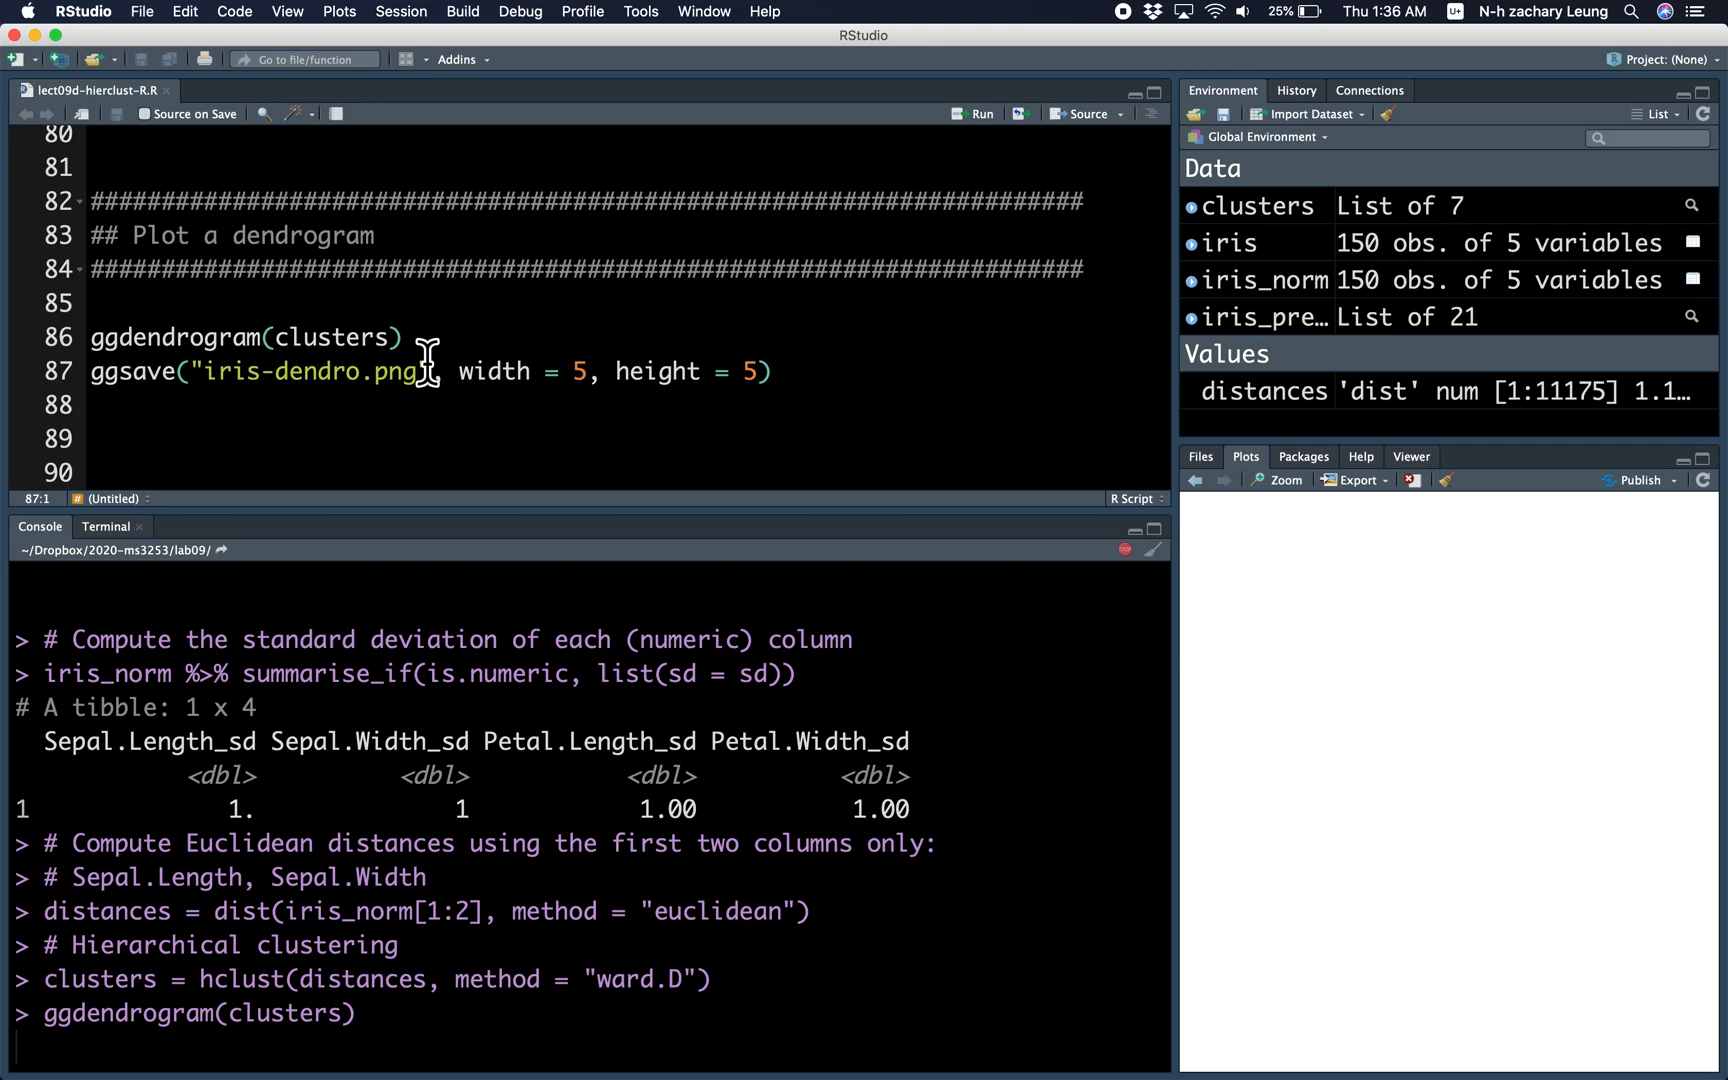 RStudio File Edit Code View Plots Session Build Debug Profile Tools Window Help 25% Thu 1:36 AM N-h zachary Leung
RStudio
Go to file/function Addins Project: (None)
lect09d-hierclust-R.R
Source on Save Run Source
80
81
82 ######################################################################
83 ## Plot a dendrogram
84 ######################################################################
85
86 ggdendrogram(clusters)
87 ggsave("iris-dendro.png", width = 5, height = 5)
88
89
90
87:1 # (Untitled) R Script
Console Terminal
~/Dropbox/2020-ms3253/lab09/
> # Compute the standard deviation of each (numeric) column
> iris_norm %>% summarise_if(is.numeric, list(sd = sd))
# A tibble: 1 x 4
Sepal.Length_sd Sepal.Width_sd Petal.Length_sd Petal.Width_sd
<dbl> <dbl> <dbl> <dbl>
1 1. 1 1.00 1.00
> # Compute Euclidean distances using the first two columns only:
> # Sepal.Length, Sepal.Width
> distances = dist(iris_norm[1:2], method = "euclidean")
> # Hierarchical clustering
> clusters = hclust(distances, method = "ward.D")
> ggdendrogram(clusters)
Environment History Connections
Import Dataset List
Global Environment
Data
clusters List of 7
iris 150 obs. of 5 variables
iris_norm 150 obs. of 5 variables
iris_pre… List of 21
Values
distances 'dist' num [1:11175] 1.1…
Files Plots Packages Help Viewer
Zoom Export Publish